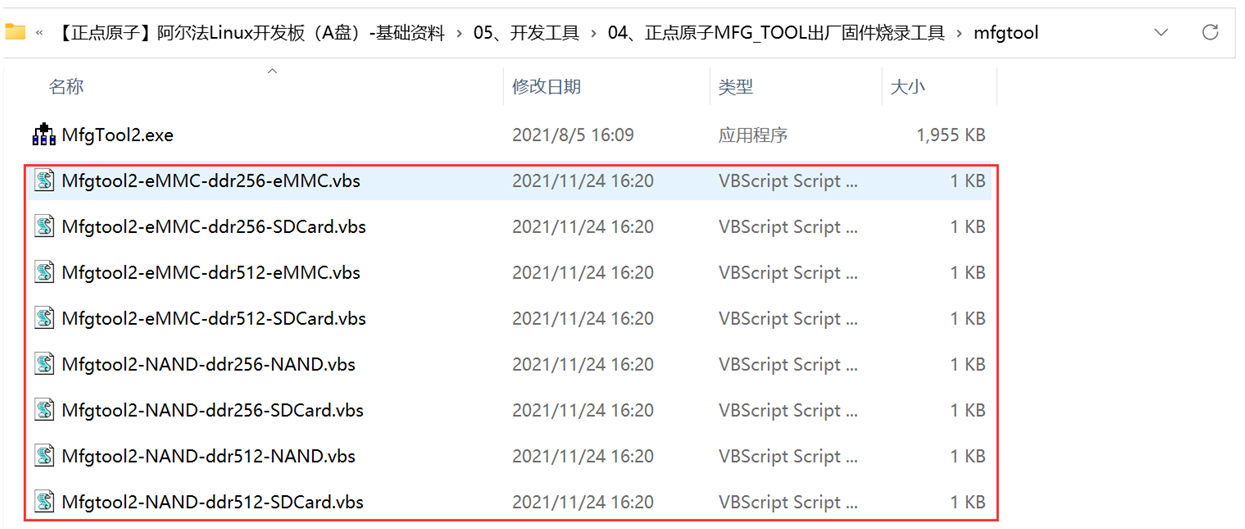 « 【正点原子】阿尔法Linux开发板（A盘）-基础资料 › 05、开发工具 › 04、正点原子MFG_TOOL出厂固件烧录工具 › mfgtool
名称 修改日期 类型 大小
MfgTool2.exe 2021/8/5 16:09 应用程序 1,955 KB
Mfgtool2-eMMC-ddr256-eMMC.vbs 2021/11/24 16:20 VBScript Script ... 1 KB
Mfgtool2-eMMC-ddr256-SDCard.vbs 2021/11/24 16:20 VBScript Script ... 1 KB
Mfgtool2-eMMC-ddr512-eMMC.vbs 2021/11/24 16:20 VBScript Script ... 1 KB
Mfgtool2-eMMC-ddr512-SDCard.vbs 2021/11/24 16:20 VBScript Script ... 1 KB
Mfgtool2-NAND-ddr256-NAND.vbs 2021/11/24 16:20 VBScript Script ... 1 KB
Mfgtool2-NAND-ddr256-SDCard.vbs 2021/11/24 16:20 VBScript Script ... 1 KB
Mfgtool2-NAND-ddr512-NAND.vbs 2021/11/24 16:20 VBScript Script ... 1 KB
Mfgtool2-NAND-ddr512-SDCard.vbs 2021/11/24 16:20 VBScript Script ... 1 KB